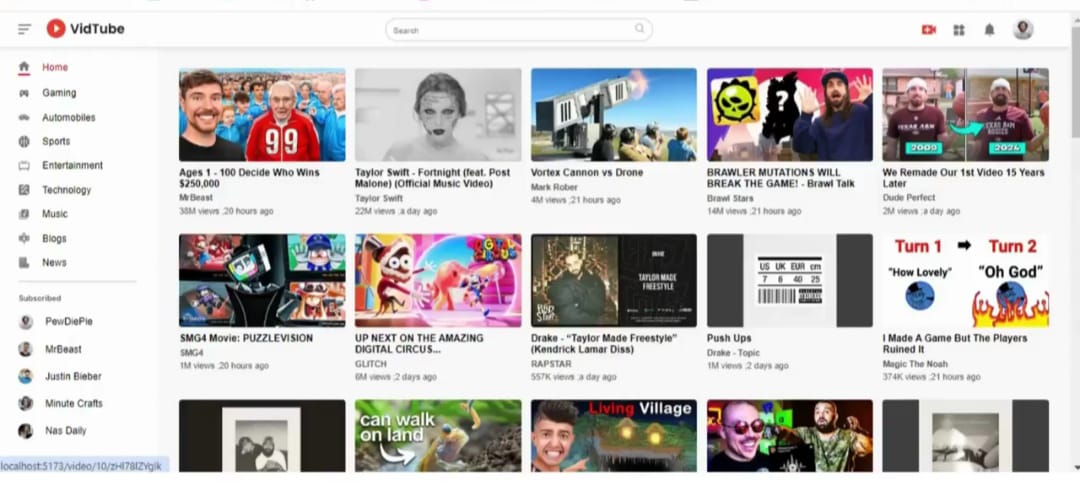 VidTube
Search
Home
Gaming
Automobiles
Sports
Entertainment
Technology
Music
Blogs
News
Subscribed
PewDiePie
MrBeast
Justin Bieber
Minute Crafts
Nas Daily
99
Ages 1 - 100 Decide Who Wins
$250,000
MrBeast
38M views ,20 hours ago
Taylor Swift - Fortnight (feat. Post
Malone) (Official Music Video)
Taylor Swift
22M views ,a day ago
Vortex Cannon vs Drone
Mark Rober
4M views ,21 hours ago
?
BRAWLER MUTATIONS WILL
BREAK THE GAME! - Brawl Talk
Brawl Stars
14M views ,21 hours ago
2009
2024
We Remade Our 1st Video 15 Years
Later
Dude Perfect
2M views ,a day ago
SMG4 Movie: PUZZLEVISION
SMG4
1M views ,20 hours ago
DIGITAL
CIRCUS
UP NEXT ON THE AMAZING
DIGITAL CIRCUS...
GLITCH
6M views ,2 days ago
TAYLOR MADE
FREESTYLE
Drake - “Taylor Made Freestyle”
(Kendrick Lamar Diss)
RAPSTAR
557K views ,a day ago
US UK EUR cm
7 6 40 25
Push Ups
Drake - Topic
1M views ,2 days ago
Turn 1 ➡ Turn 2
“How Lovely”
“Oh God”
I Made A Game But The Players
Ruined It
Magic The Noah
374K views ,21 hours ago
can walk
on land
Living Village